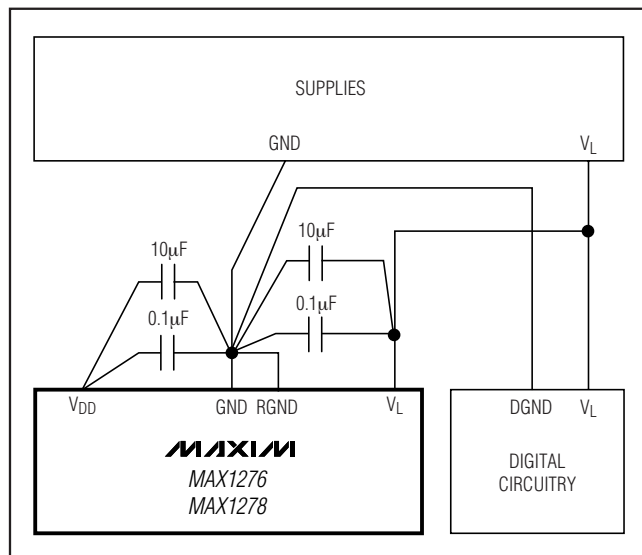 SUPPLIES
GND VL
10µF
10µF
0.1µF
0.1µF
VDD GND RGND VL
DGND VL
MAXIM
MAX1276
MAX1278
DIGITAL
CIRCUITRY